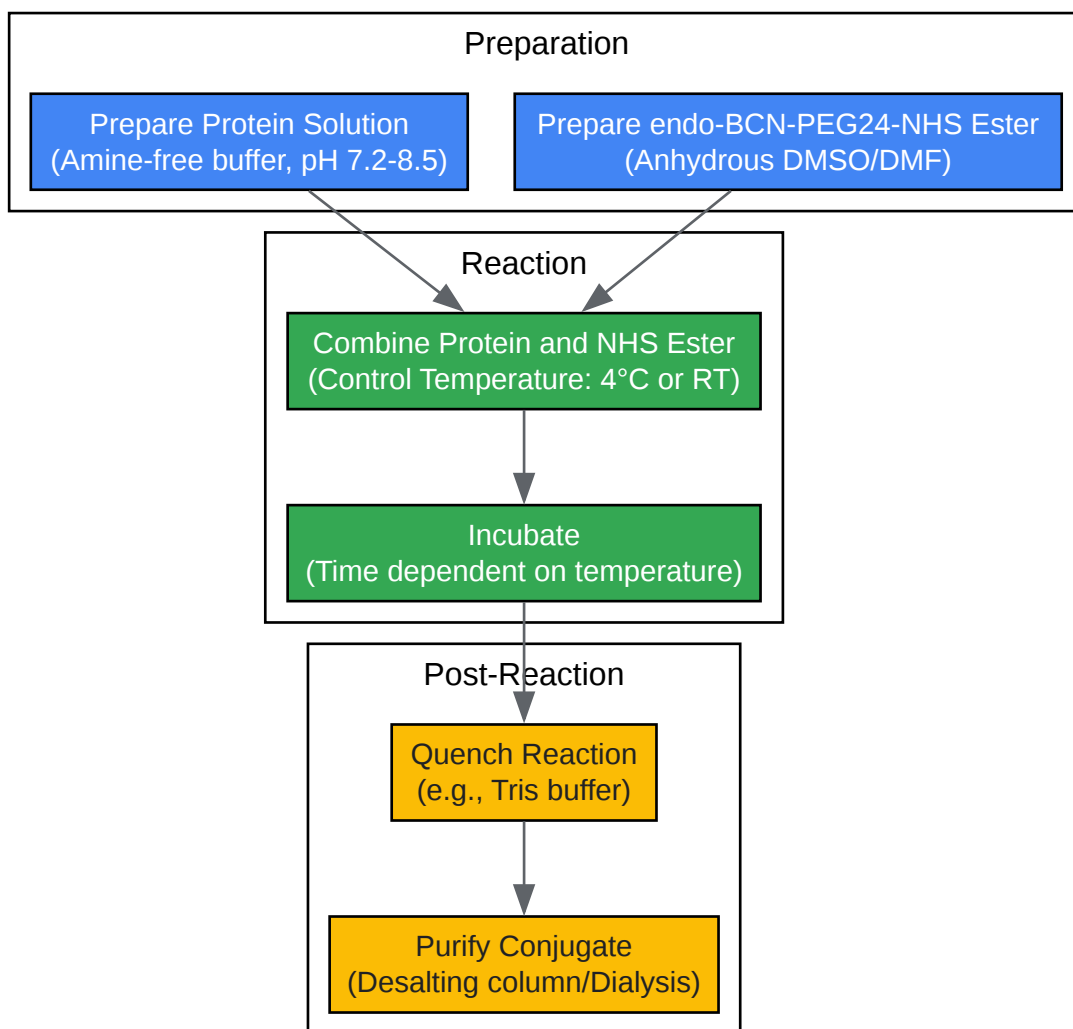 Preparation
Prepare Protein Solution
(Amine-free buffer, pH 7.2-8.5)
Prepare endo-BCN-PEG24-NHS Ester
(Anhydrous DMSO/DMF)
Reaction
Combine Protein and NHS Ester
(Control Temperature: 4°C or RT)
Incubate
(Time dependent on temperature)
Post-Reaction
Quench Reaction
(e.g., Tris buffer)
Purify Conjugate
(Desalting column/Dialysis)